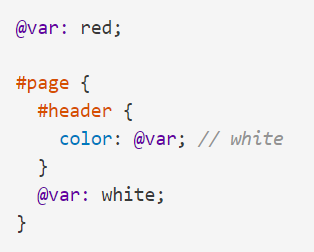 @var: red;

#page {
  #header {
    color: @var; // white
  }
  @var: white;
}